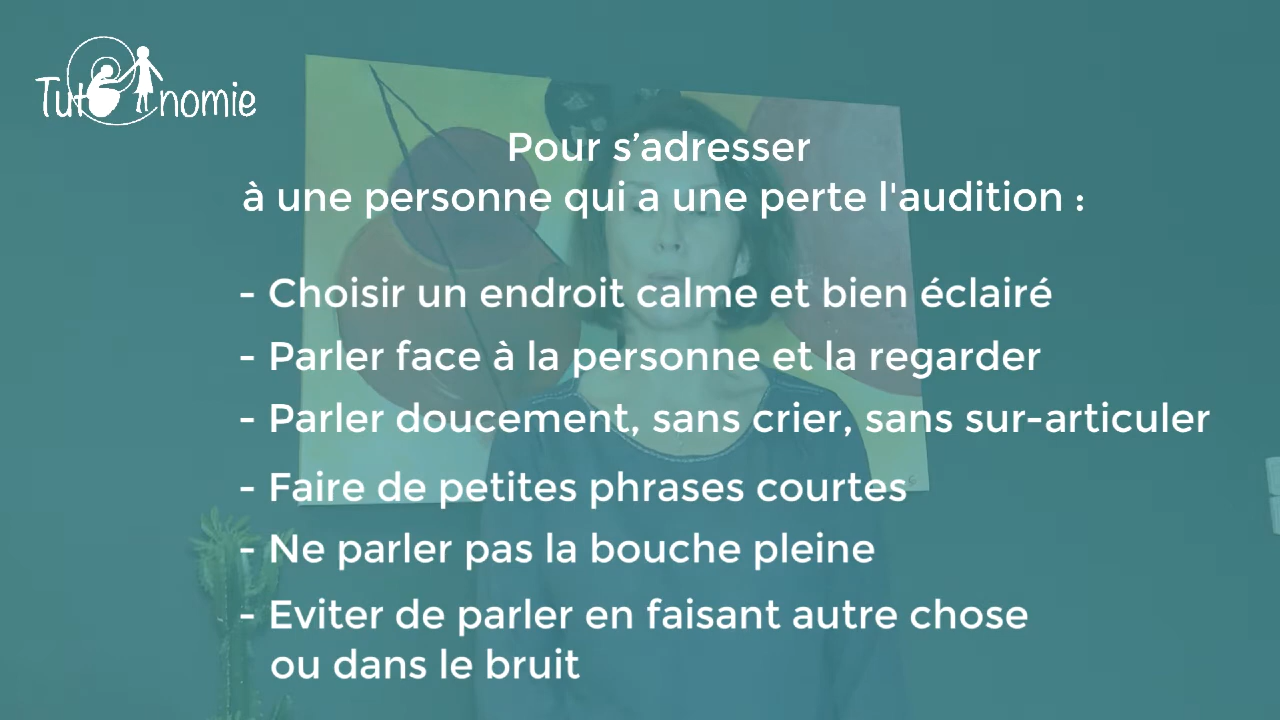 Tutonomie
Pour s’adresser
à une personne qui a une perte l'audition :
- Choisir un endroit calme et bien éclairé
- Parler face à la personne et la regarder
- Parler doucement, sans crier, sans sur-articuler
- Faire de petites phrases courtes
- Ne parler pas la bouche pleine
- Eviter de parler en faisant autre chose
ou dans le bruit